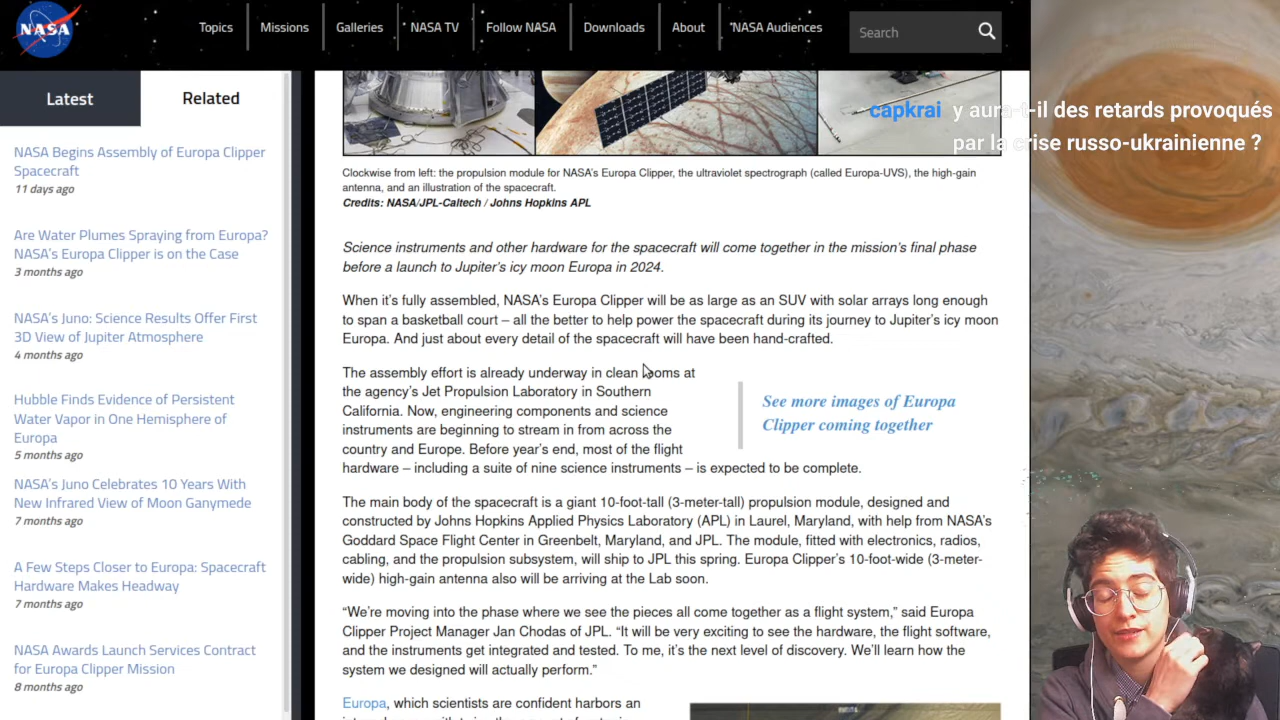 NASA
Topics
Missions
Galleries
NASA TV
Follow NASA
Downloads
About
NASA Audiences
Search
Latest
Related
NASA Begins Assembly of Europa Clipper
Spacecraft
11 days ago
Are Water Plumes Spraying from Europa?
NASA's Europa Clipper is on the Case
3 months ago
NASA's Juno: Science Results Offer First
3D View of Jupiter Atmosphere
4 months ago
Hubble Finds Evidence of Persistent
Water Vapor in One Hemisphere of
Europa
5 months ago
NASA's Juno Celebrates 10 Years With
New Infrared View of Moon Ganymede
7 months ago
A Few Steps Closer to Europa: Spacecraft
Hardware Makes Headway
7 months ago
NASA Awards Launch Services Contract
for Europa Clipper Mission
8 months ago
capkrai y aura-t-il des retards provoqués
par la crise russo-ukrainienne ?
Clockwise from left: the propulsion module for NASA's Europa Clipper, the ultraviolet spectrograph (called Europa-UVS), the high-gain
antenna, and an illustration of the spacecraft.
Credits: NASA/JPL-Caltech / Johns Hopkins APL
Science instruments and other hardware for the spacecraft will come together in the mission's final phase
before a launch to Jupiter's icy moon Europa in 2024.
When it's fully assembled, NASA's Europa Clipper will be as large as an SUV with solar arrays long enough
to span a basketball court – all the better to help power the spacecraft during its journey to Jupiter's icy moon
Europa. And just about every detail of the spacecraft will have been hand-crafted.
The assembly effort is already underway in clean rooms at
the agency's Jet Propulsion Laboratory in Southern
California. Now, engineering components and science
instruments are beginning to stream in from across the
country and Europe. Before year's end, most of the flight
hardware – including a suite of nine science instruments – is expected to be complete.
See more images of Europa
Clipper coming together
The main body of the spacecraft is a giant 10-foot-tall (3-meter-tall) propulsion module, designed and
constructed by Johns Hopkins Applied Physics Laboratory (APL) in Laurel, Maryland, with help from NASA's
Goddard Space Flight Center in Greenbelt, Maryland, and JPL. The module, fitted with electronics, radios,
cabling, and the propulsion subsystem, will ship to JPL this spring. Europa Clipper's 10-foot-wide (3-meter-
wide) high-gain antenna also will be arriving at the Lab soon.
“We're moving into the phase where we see the pieces all come together as a flight system,” said Europa
Clipper Project Manager Jan Chodas of JPL. “It will be very exciting to see the hardware, the flight software,
and the instruments get integrated and tested. To me, it's the next level of discovery. We'll learn how the
system we designed will actually perform.”
Europa, which scientists are confident harbors an